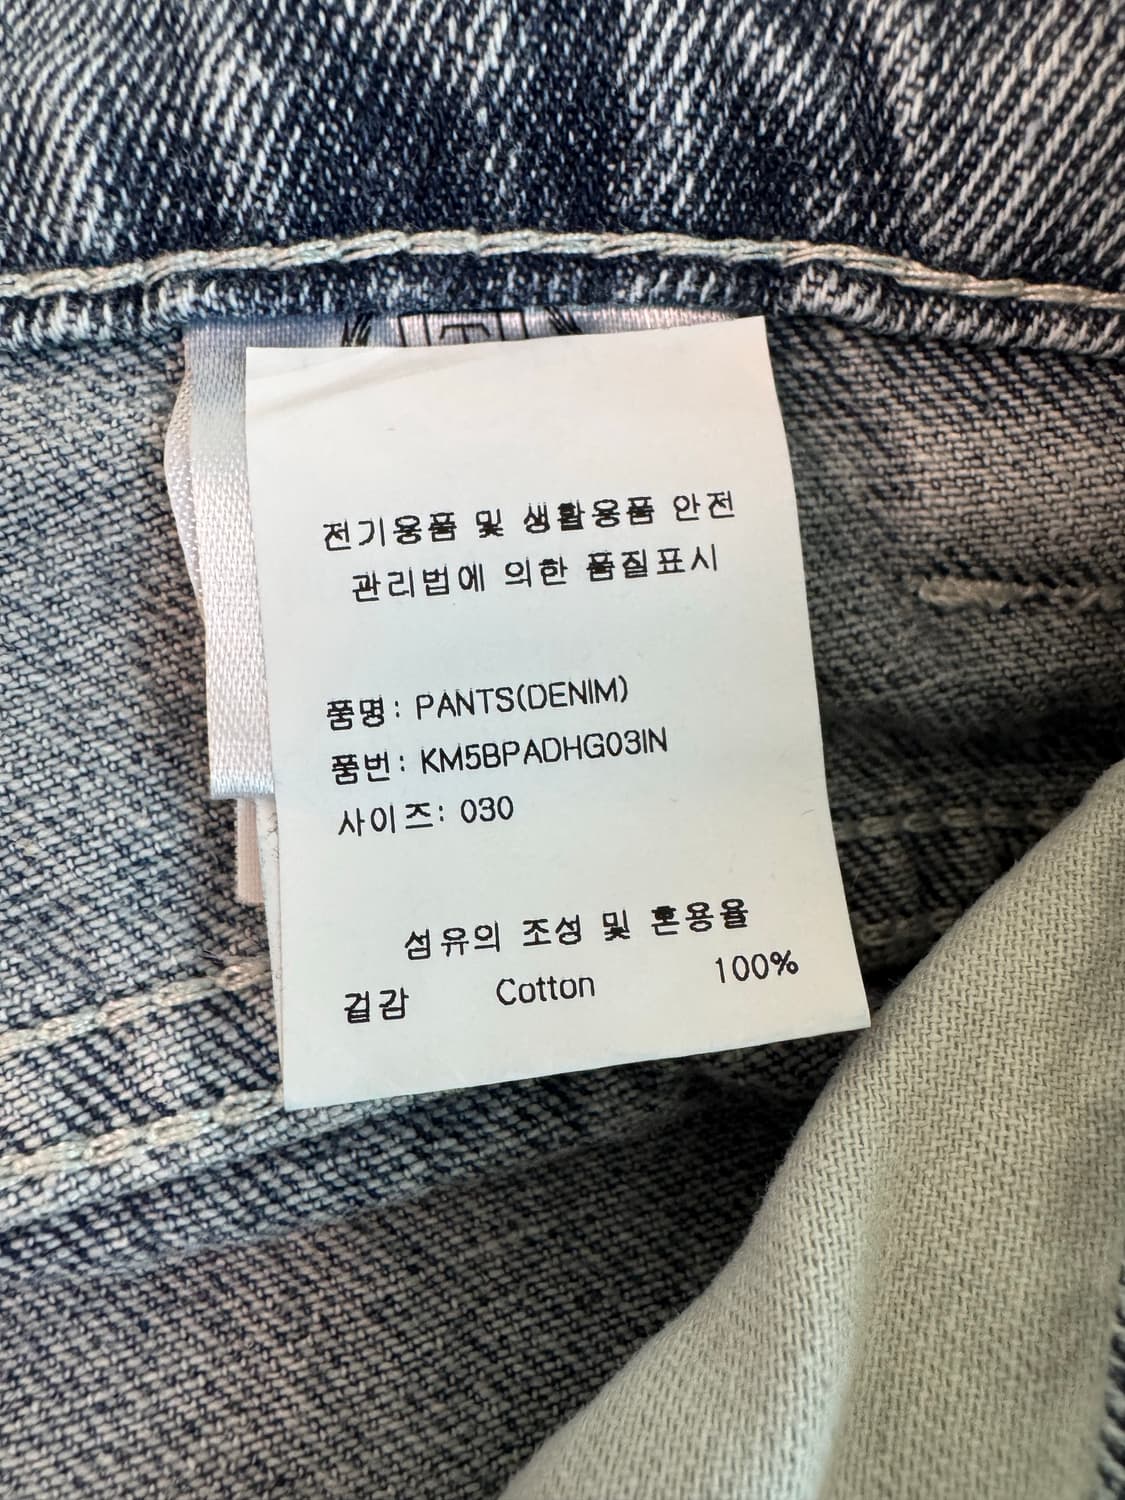 전기용품 및 생활용품 안전
관리법에 의한 품질표시
품명: PANTS(DENIM)
품번: KM5BPADHG03IN
사이즈: 030
섬유의 조성 및 혼용율
겉감 Cotton 100%